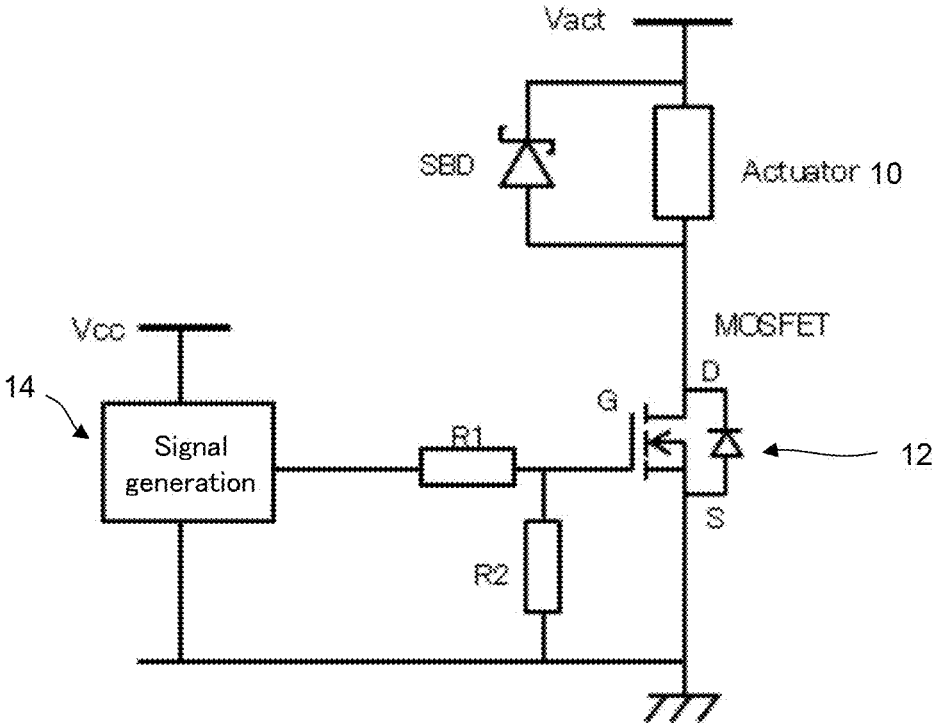 Vact
SBD
Actuator 10
Vcc
MOSFET
14
D
G
Signal
generation
R1
12
S
R2